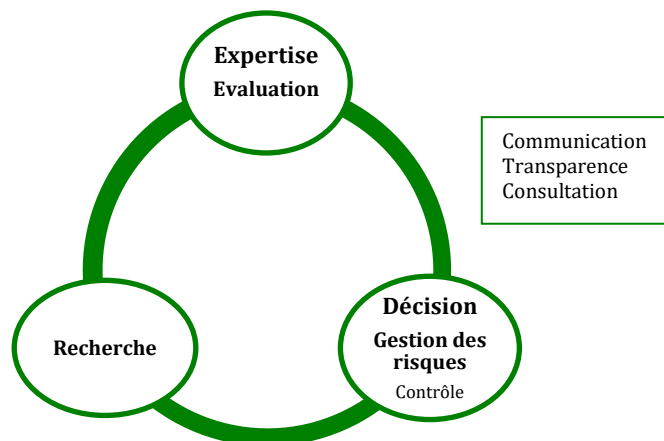 Expertise
Evaluation
Communication
Transparence
Consultation
Recherche
Décision
Gestion des
risques
Contrôle